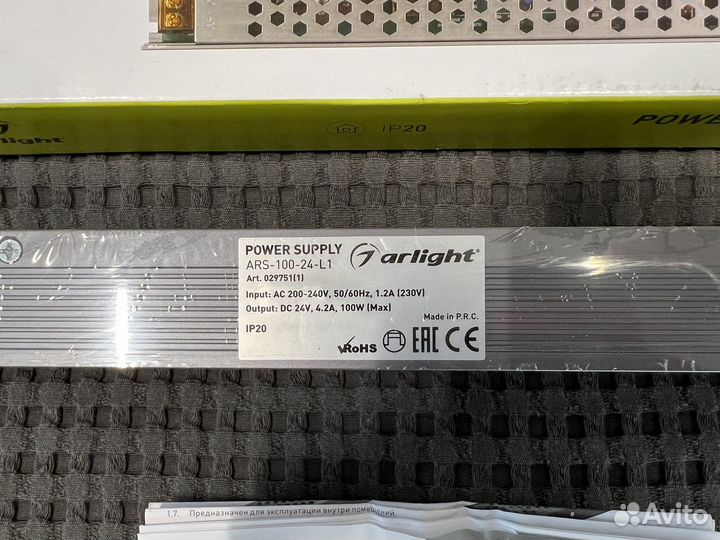 arlight
IP20
POWE
POWER SUPPLY
arlight
ARS-100-24-L1
Art. 029751(1)
Input: AC 200-240V, 50/60Hz, 1.2A (230V)
Output: DC 24V, 4.2A, 100W (Max)
Made in P.R.C.
IP20
RoHS EAC CE
1.7. Предназначен для эксплуатации внутри помещений.
Avito